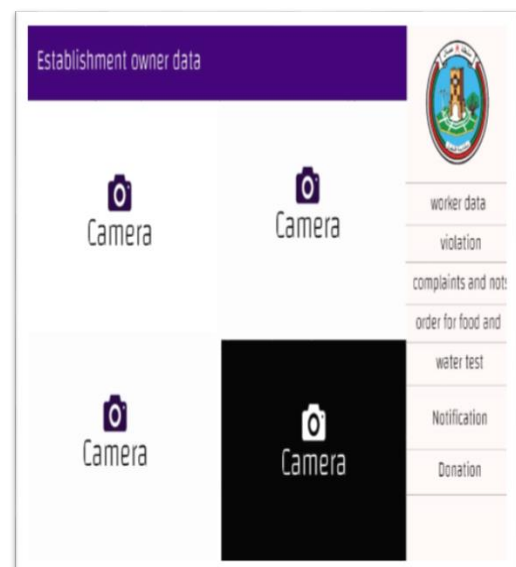 Establishment owner data
Camera
Camera
Camera
Camera
worker data
violation
complaints and nots
order for food and
water test
Notification
Donation